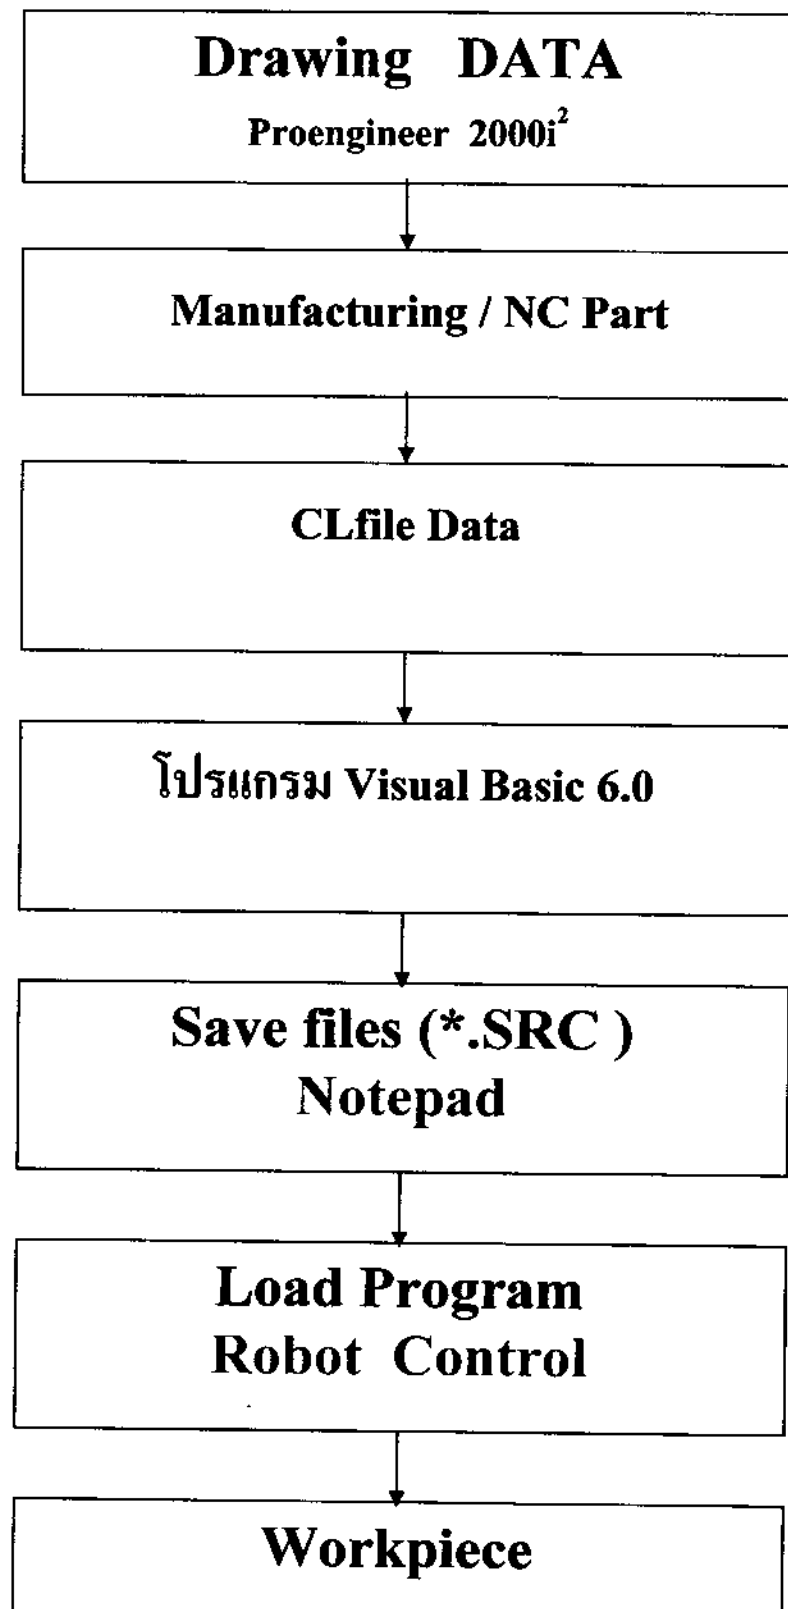 Drawing DATA
Proengineer 2000i²
Manufacturing / NC Part
CLfile Data
โปรแกรม Visual Basic 6.0
Save files (*.SRC )
Notepad
Load Program
Robot Control
Workpiece